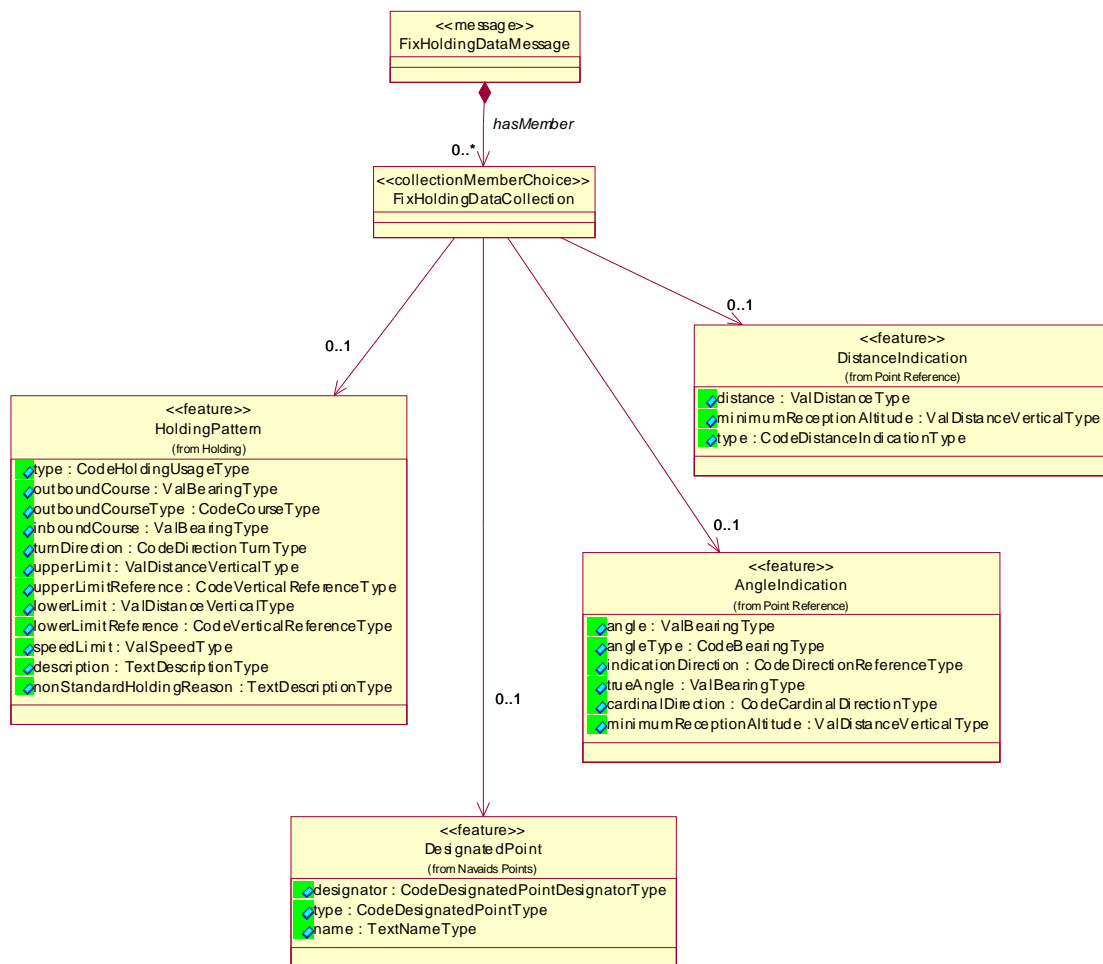 <<message>>
FixHoldingDataMessage
hasMember
0..*
<<collectionMemberChoice>>
FixHoldingDataCollection
0..1
0..1
0..1
0..1
<<feature>>
DistanceIndication
(from Point Reference)
distance : ValDistanceType
minimumReceptionAltitude : ValDistanceVerticalType
type : CodeDistanceIndicationType
<<feature>>
HoldingPattern
(from Holding)
type : CodeHoldingUsageType
outboundCourse : ValBearingType
outboundCourseType : CodeCourseType
inboundCourse : ValBearingType
turnDirection : CodeDirectionTurnType
upperLimit : ValDistanceVerticalType
upperLimitReference : CodeVerticalReferenceType
lowerLimit : ValDistanceVerticalType
lowerLimitReference : CodeVerticalReferenceType
speedLimit : ValSpeedType
description : TextDescriptionType
nonStandardHoldingReason : TextDescriptionType
<<feature>>
AngleIndication
(from Point Reference)
angle : ValBearingType
angleType : CodeBearingType
indicationDirection : CodeDirectionReferenceType
trueAngle : ValBearingType
cardinalDirection : CodeCardinalDirectionType
minimumReceptionAltitude : ValDistanceVerticalType
<<feature>>
DesignatedPoint
(from Navaids Points)
designator : CodeDesignatedPointDesignatorType
type : CodeDesignatedPointType
name : TextNameType